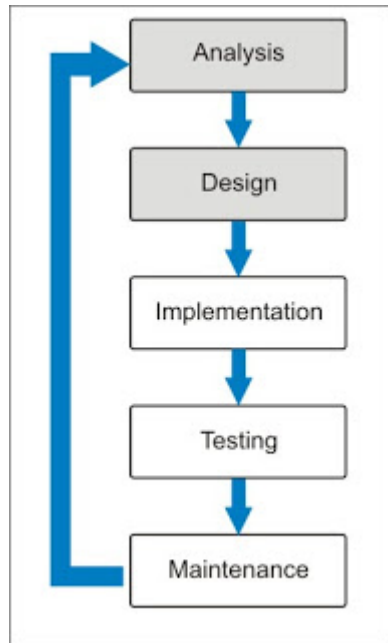 Analysis
Design
Implementation
Testing
Maintenance